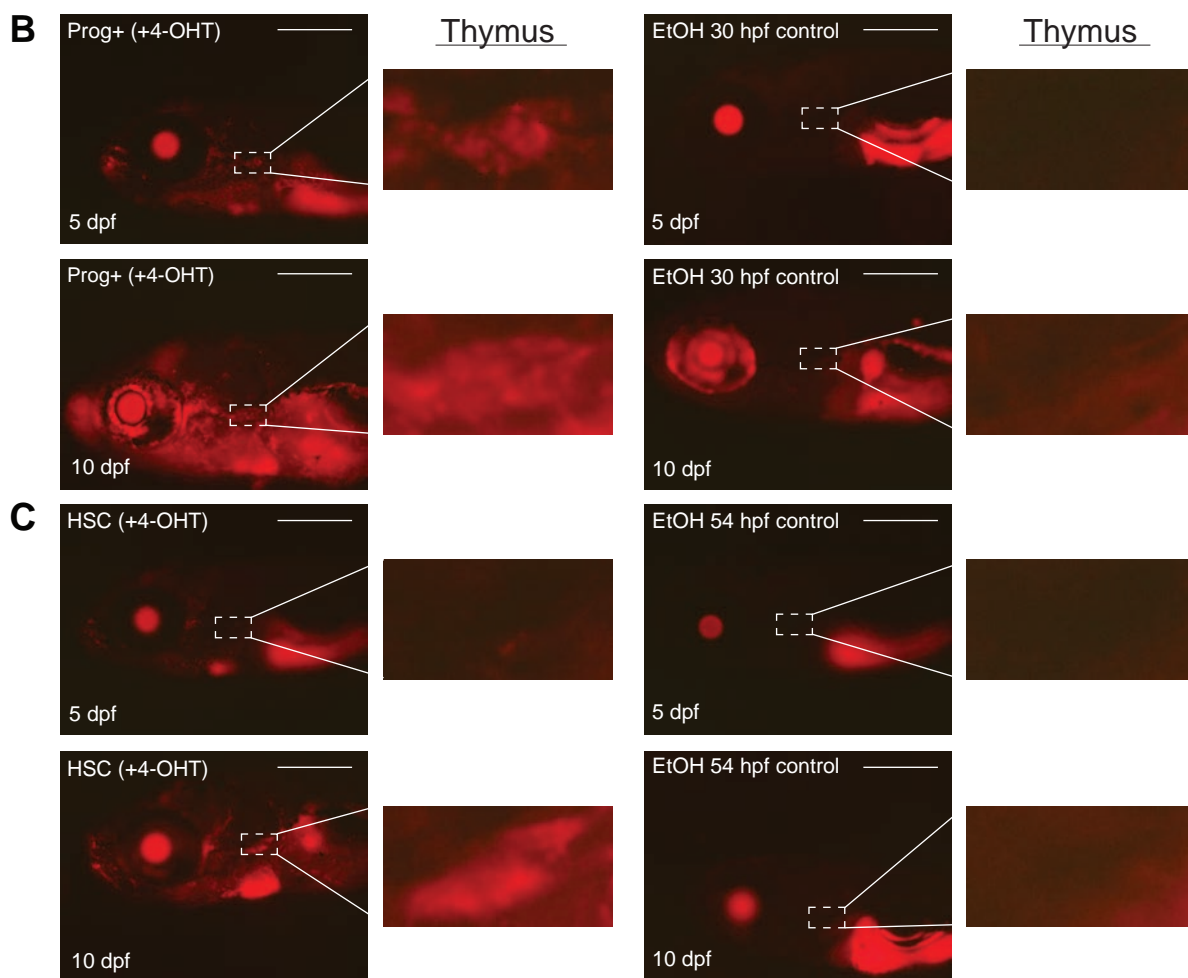 B
Prog+ (+4-OHT)
Thymus
EtOH 30 hpf control
Thymus
5 dpf
5 dpf
Prog+ (+4-OHT)
EtOH 30 hpf control
10 dpf
10 dpf
C
HSC (+4-OHT)
EtOH 54 hpf control
5 dpf
5 dpf
HSC (+4-OHT)
EtOH 54 hpf control
10 dpf
10 dpf